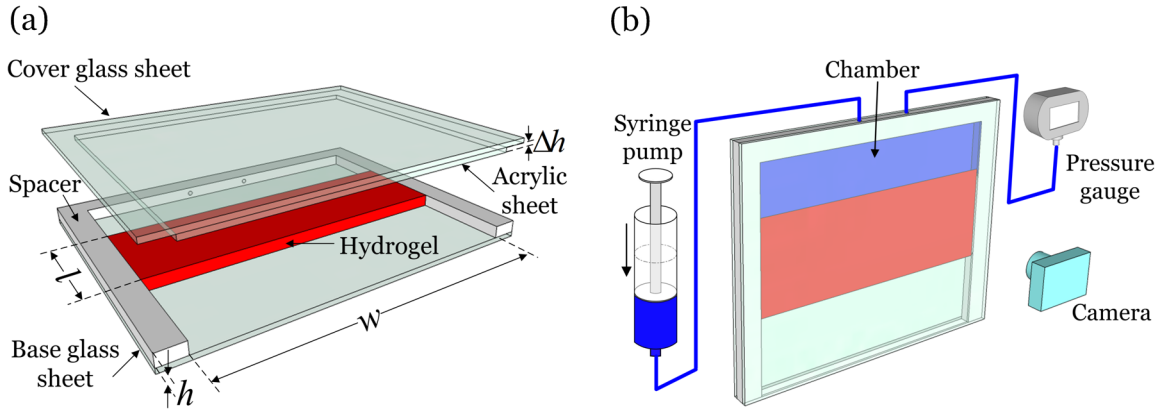 (a)
Cover glass sheet
Δh
Acrylic
sheet
Spacer
Hydrogel
l
w
Base glass
sheet
h
(b)
Chamber
Syringe
pump
Pressure
gauge
Camera